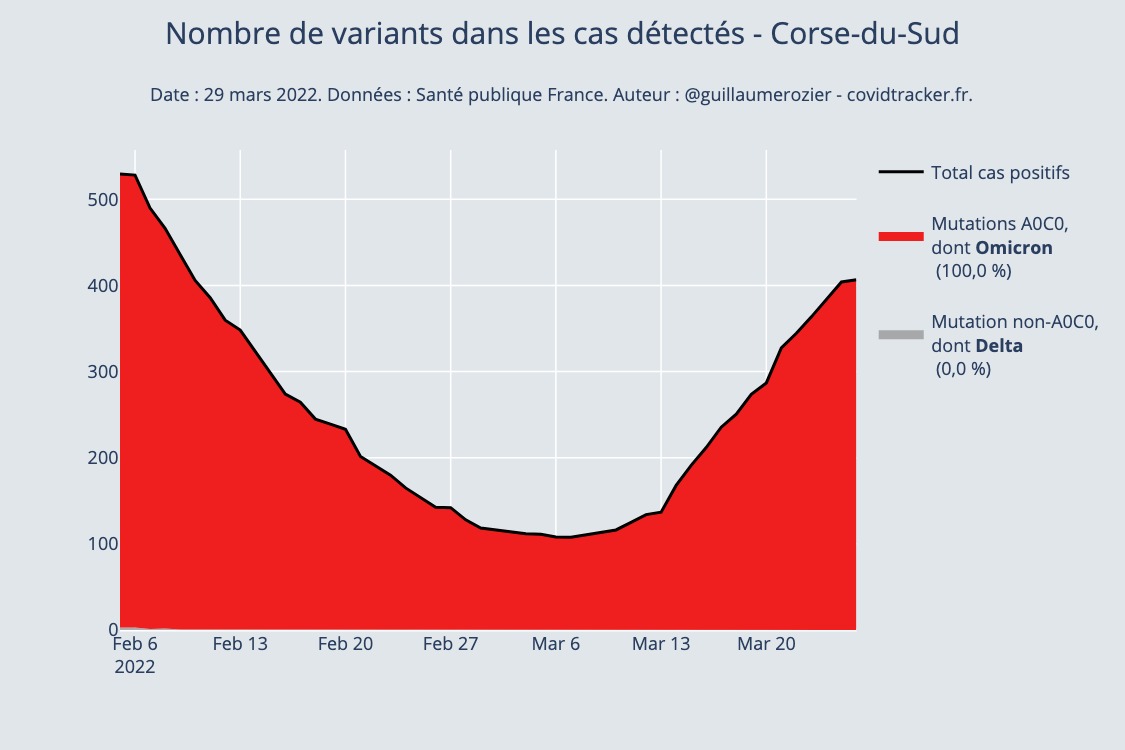 Nombre de variants dans les cas détectés - Corse-du-Sud
Date : 29 mars 2022. Données : Santé publique France. Auteur : @guillaumerozier - covidtracker.fr.
Total cas positifs
Mutations A0C0,
dont Omicron
(100,0 %)
Mutation non-A0C0,
dont Delta
(0,0 %)
500
400
300
200
100
0
Feb 6 Feb 13 Feb 20 Feb 27 Mar 6 Mar 13 Mar 20
2022